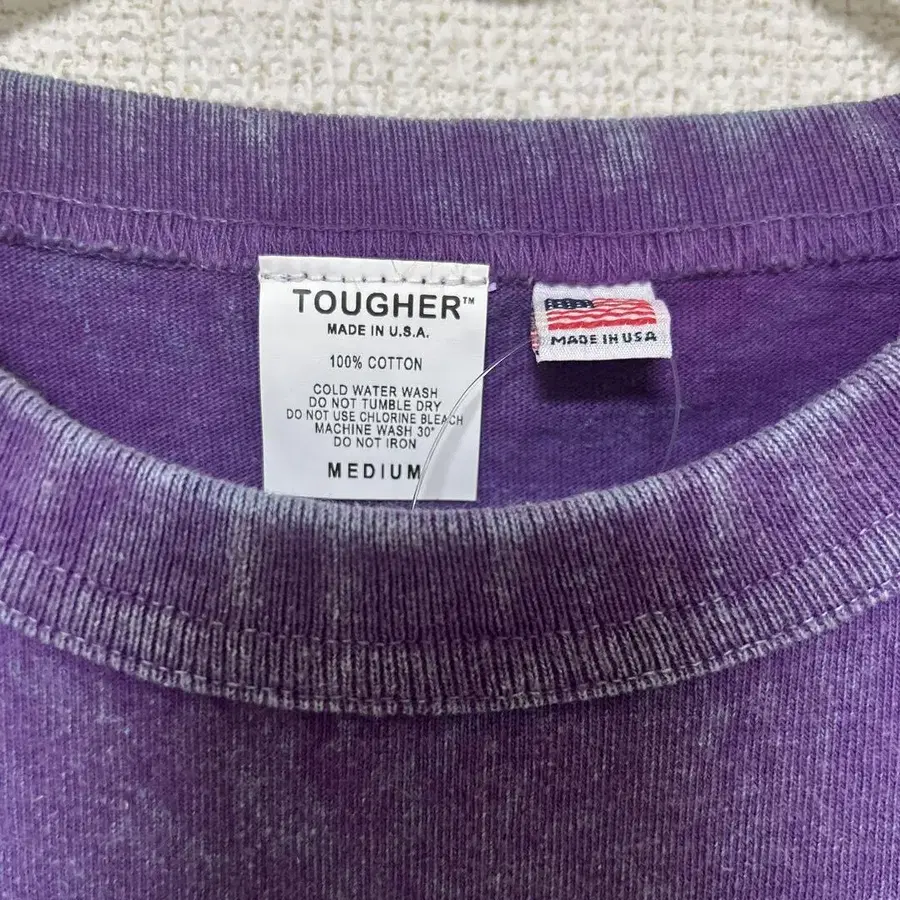 TOUGHER™
MADE IN U.S.A.
100% COTTON
COLD WATER WASH
DO NOT TUMBLE DRY
DO NOT USE CHLORINE BLEACH
MACHINE WASH 30°
DO NOT IRON
MEDIUM
MADE IN USA